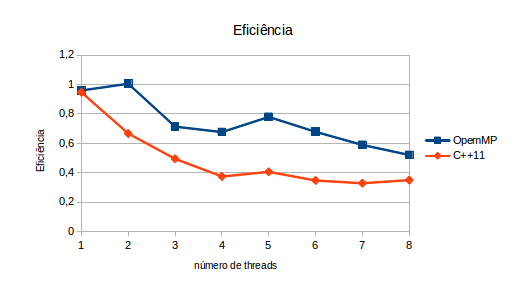 Eficiência
1,2
1
0,8
0,6
0,4
0,2
0
Eficiência
1 2 3 4 5 6 7 8
número de threads
OpemMP
C++11